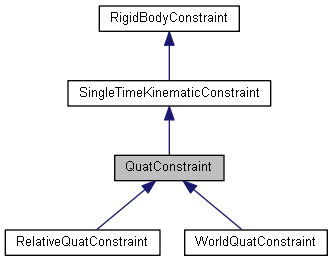 RigidBodyConstraint
SingleTimeKinematicConstraint
QuatConstraint
RelativeQuatConstraint
WorldQuatConstraint